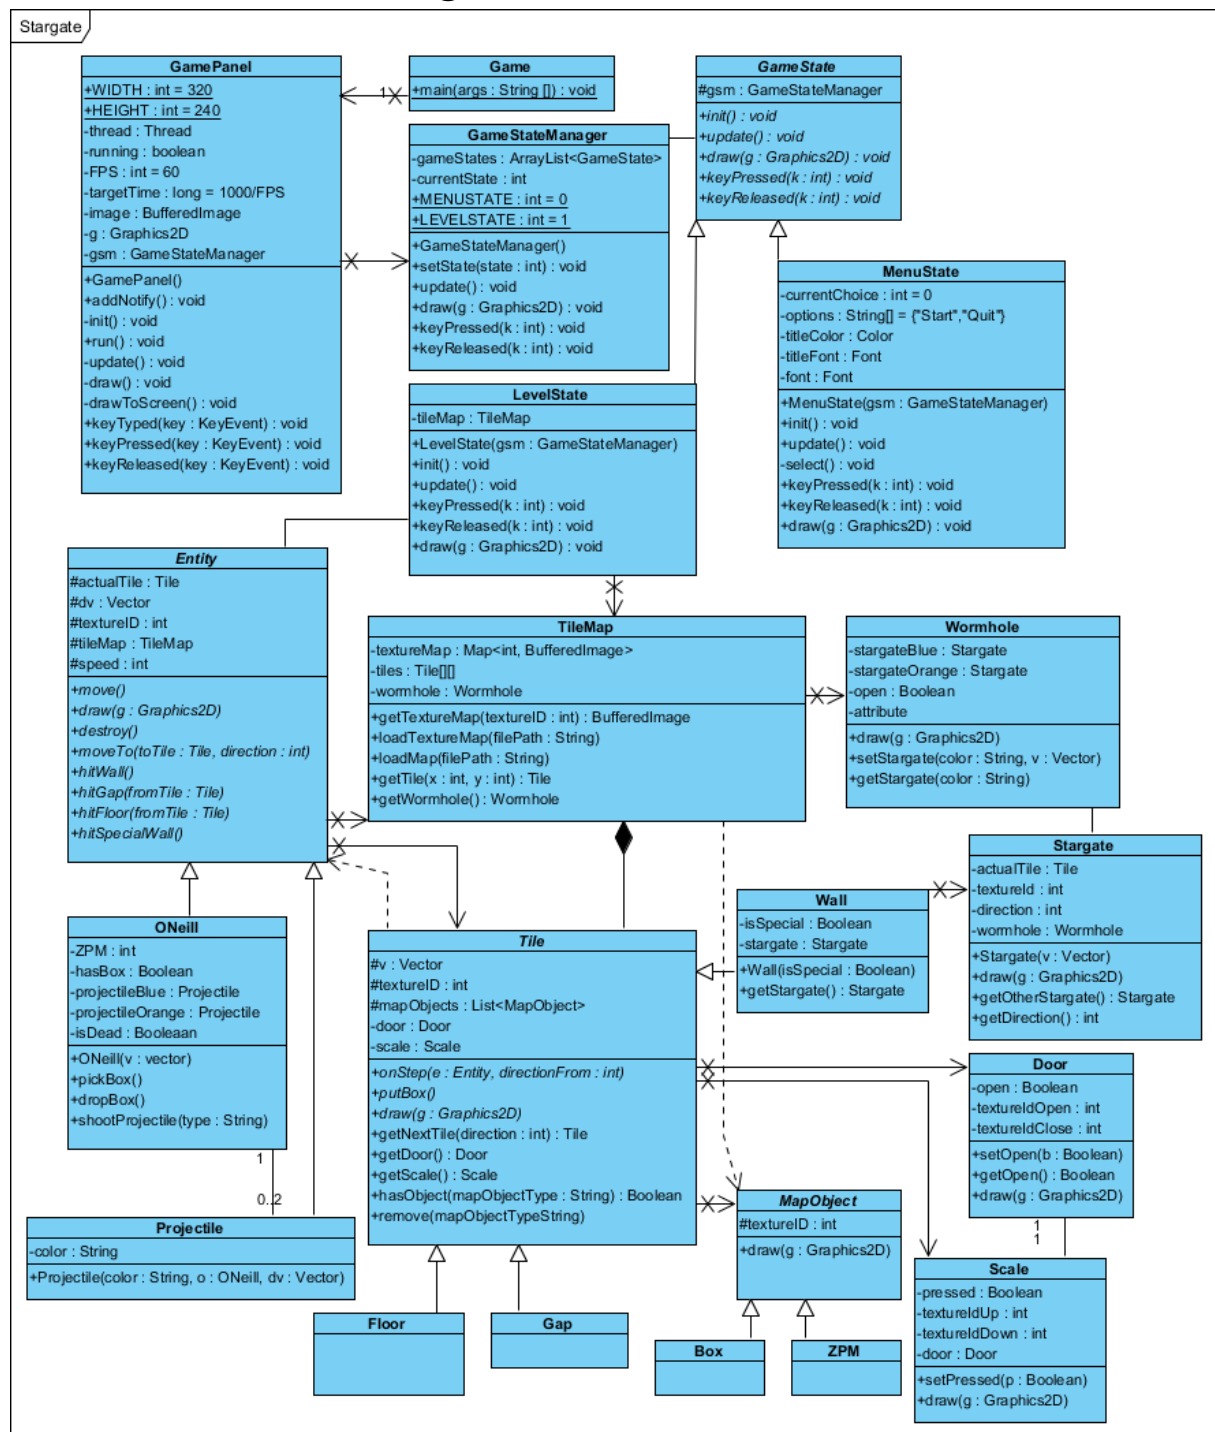 Stargate
GamePanel
+WIDTH : int = 320
+HEIGHT : int = 240
-thread : Thread
-running : boolean
-FPS : int = 60
-targetTime : long = 1000/FPS
-image : BufferedImage
-g : Graphics2D
-gsm : GameStateManager
+GamePanel()
+addNotify() : void
-init() : void
+run() : void
-update() : void
-draw() : void
-drawToScreen() : void
+keyTyped(key : KeyEvent) : void
+keyPressed(key : KeyEvent) : void
+keyReleased(key : KeyEvent) : void
1
Game
+main(args : String []) : void
GameStateManager
-gameStates : ArrayList<GameState>
-currentState : int
+MENUSTATE : int = 0
+LEVELSTATE : int = 1
+GameStateManager()
+setState(state : int) : void
+update() : void
+draw(g : Graphics2D) : void
+keyPressed(k : int) : void
+keyReleased(k : int) : void
GameState
#gsm : GameStateManager
+init() : void
+update() : void
+draw(g : Graphics2D) : void
+keyPressed(k : int) : void
+keyReleased(k : int) : void
MenuState
-currentChoice : int = 0
-options : String[] = {"Start","Quit"}
-titleColor : Color
-titleFont : Font
-font : Font
+MenuState(gsm : GameStateManager)
+init() : void
+update() : void
-select() : void
+keyPressed(k : int) : void
+keyReleased(k : int) : void
+draw(g : Graphics2D) : void
LevelState
-tileMap : TileMap
+LevelState(gsm : GameStateManager)
+init() : void
+update() : void
+keyPressed(k : int) : void
+keyReleased(k : int) : void
+draw(g : Graphics2D) : void
Entity
#actualTile : Tile
#dv : Vector
#textureID : int
#tileMap : TileMap
#speed : int
+move()
+draw(g : Graphics2D)
+destroy()
+moveTo(toTile : Tile, direction : int)
+hitWall()
+hitGap(fromTile : Tile)
+hitFloor(fromTile : Tile)
+hitSpecialWall()
TileMap
-textureMap : Map<int, BufferedImage>
-tiles : Tile[][]
-wormhole : Wormhole
+getTextureMap(textureID : int) : BufferedImage
+loadTextureMap(filePath : String)
+loadMap(filePath : String)
+getTile(x : int, y : int) : Tile
+getWormhole() : Wormhole
Wormhole
-stargateBlue : Stargate
-stargateOrange : Stargate
-open : Boolean
-attribute
+draw(g : Graphics2D)
+setStargate(color : String, v : Vector)
+getStargate(color : String)
Stargate
-actualTile : Tile
-textureId : int
-direction : int
-wormhole : Wormhole
+Stargate(v : Vector)
+draw(g : Graphics2D)
+getOtherStargate() : Stargate
+getDirection() : int
Wall
-isSpecial : Boolean
-stargate : Stargate
+Wall(isSpecial : Boolean)
+getStargate() : Stargate
ONeill
-ZPM : int
-hasBox : Boolean
-projectileBlue : Projectile
-projectileOrange : Projectile
-isDead : Booleaan
+ONeill(v : vector)
+pickBox()
+dropBox()
+shootProjectile(type : String)
1
0..2
Tile
#v : Vector
#textureID : int
#mapObjects : List<MapObject>
-door : Door
-scale : Scale
+onStep(e : Entity, directionFrom : int)
+putBox()
+draw(g : Graphics2D)
+getNextTile(direction : int) : Tile
+getDoor() : Door
+getScale() : Scale
+hasObject(mapObjectType : String) : Boolean
+remove(mapObjectTypeString)
Door
-open : Boolean
-textureIdOpen : int
-textureIdClose : int
+setOpen(b : Boolean)
+getOpen() : Boolean
+draw(g : Graphics2D)
1
1
MapObject
#textureID : int
+draw(g : Graphics2D)
Projectile
-color : String
+Projectile(color : String, o : ONeill, dv : Vector)
Scale
-pressed : Boolean
-textureIdUp : int
-textureIdDown : int
-door : Door
+setPressed(p : Boolean)
+draw(g : Graphics2D)
Floor
Gap
Box
ZPM